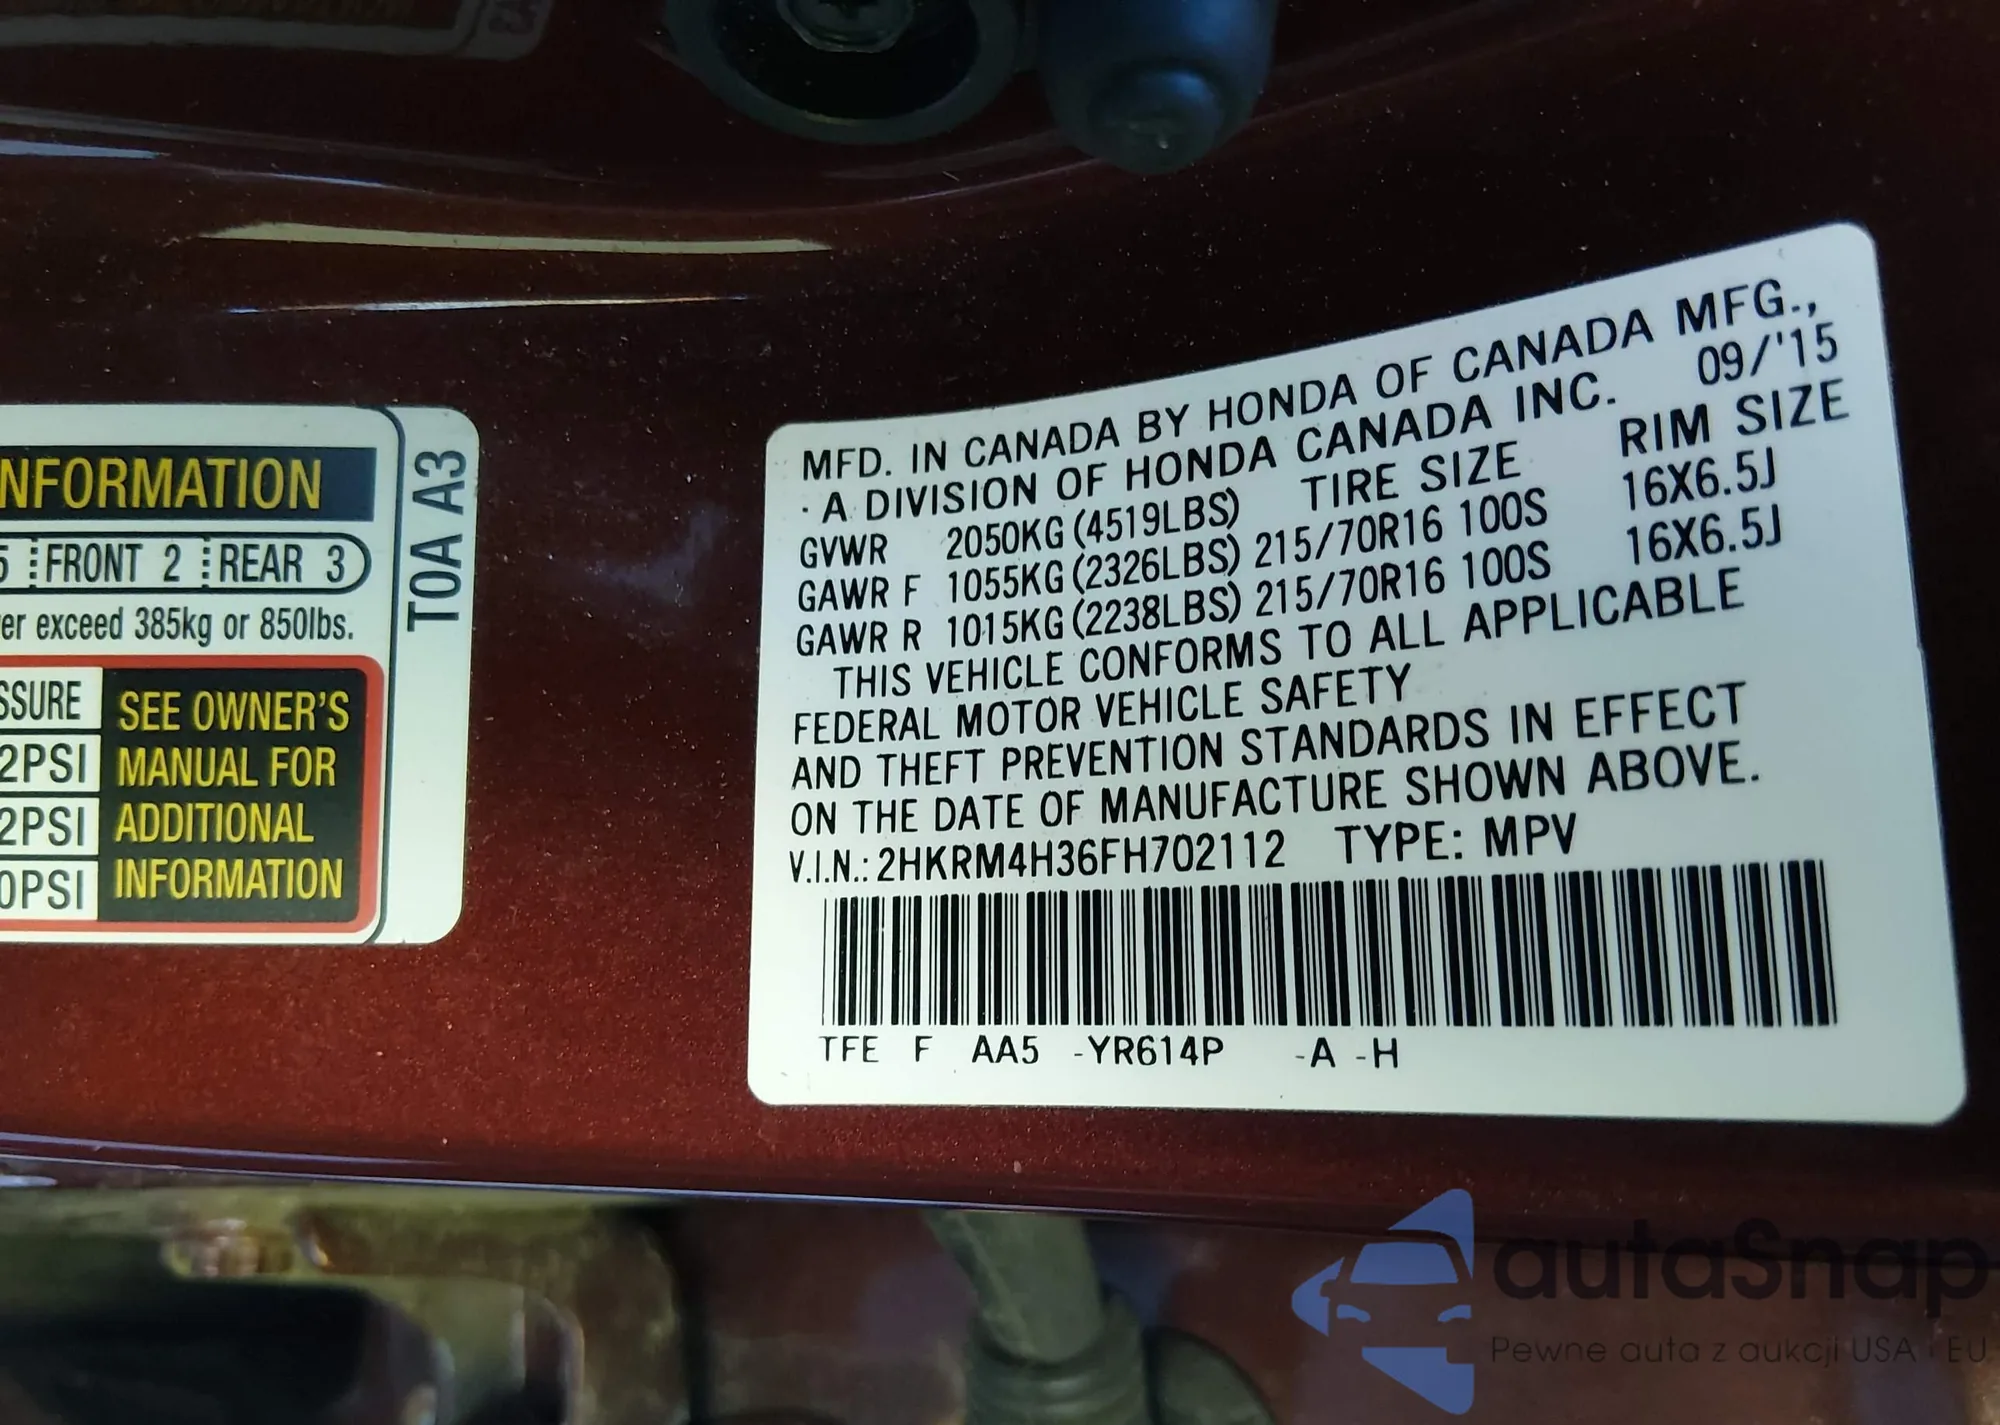 NFORMATION
5 FRONT 2 REAR 3
er exceed 385kg or 850lbs.
SSURE
2PSI
2PSI
0PSI
SEE OWNER'S
MANUAL FOR
ADDITIONAL
INFORMATION
T0A A3
MFD. IN CANADA BY HONDA OF CANADA MFG.,
A DIVISION OF HONDA CANADA INC. 09/'15
TIRE SIZE RIM SIZE
GVWR 2050KG (4519LBS)
GAWR F 1055KG (2326LBS) 215/70R16 100S 16X6.5J
GAWR R 1015KG (2238LBS) 215/70R16 100S 16X6.5J
THIS VEHICLE CONFORMS TO ALL APPLICABLE
FEDERAL MOTOR VEHICLE SAFETY
AND THEFT PREVENTION STANDARDS IN EFFECT
ON THE DATE OF MANUFACTURE SHOWN ABOVE.
V.I.N.: 2HKRM4H36FH702112 TYPE: MPV
TFE F AA5 -YR614P -A -H
autaSnap
Pewne auta z aukcji USA i EU